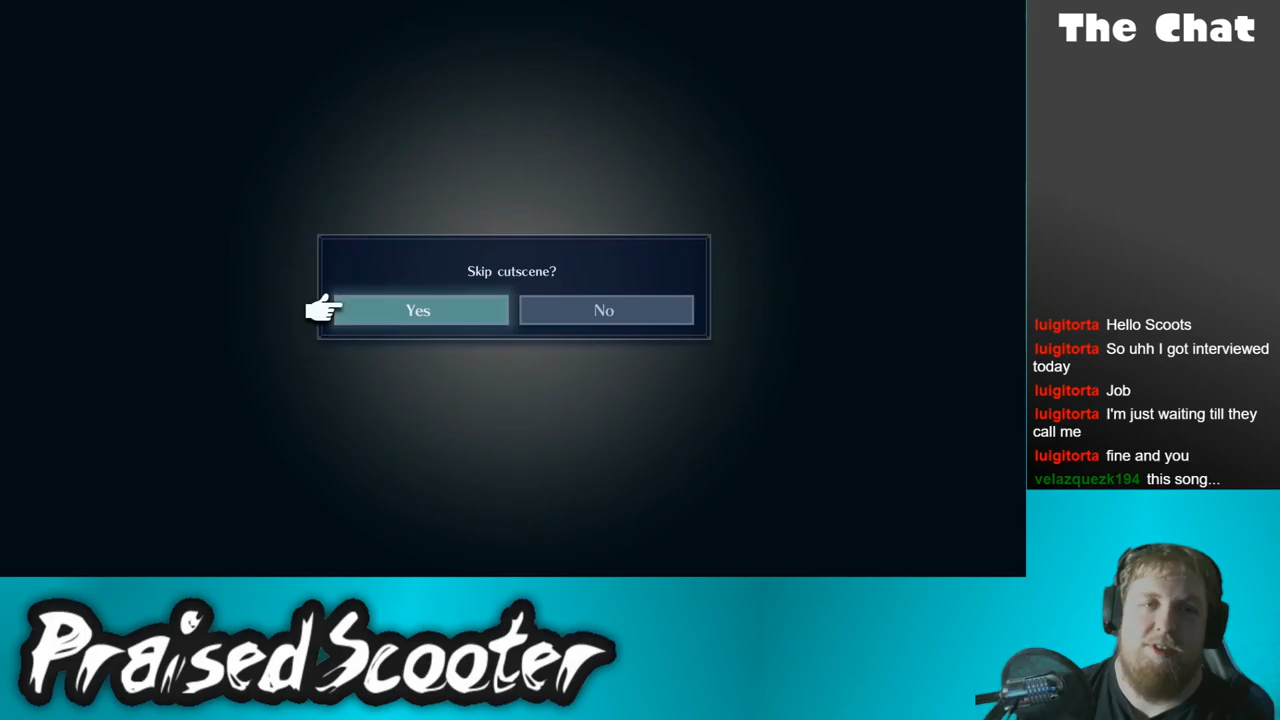 The Chat
Skip cutscene?
Yes
No
luigitorta Hello Scoots
luigitorta So uhh I got interviewed
today
luigitorta Job
luigitorta I'm just waiting till they
call me
luigitorta fine and you
velazquezk194 this song...
PraisedScooter